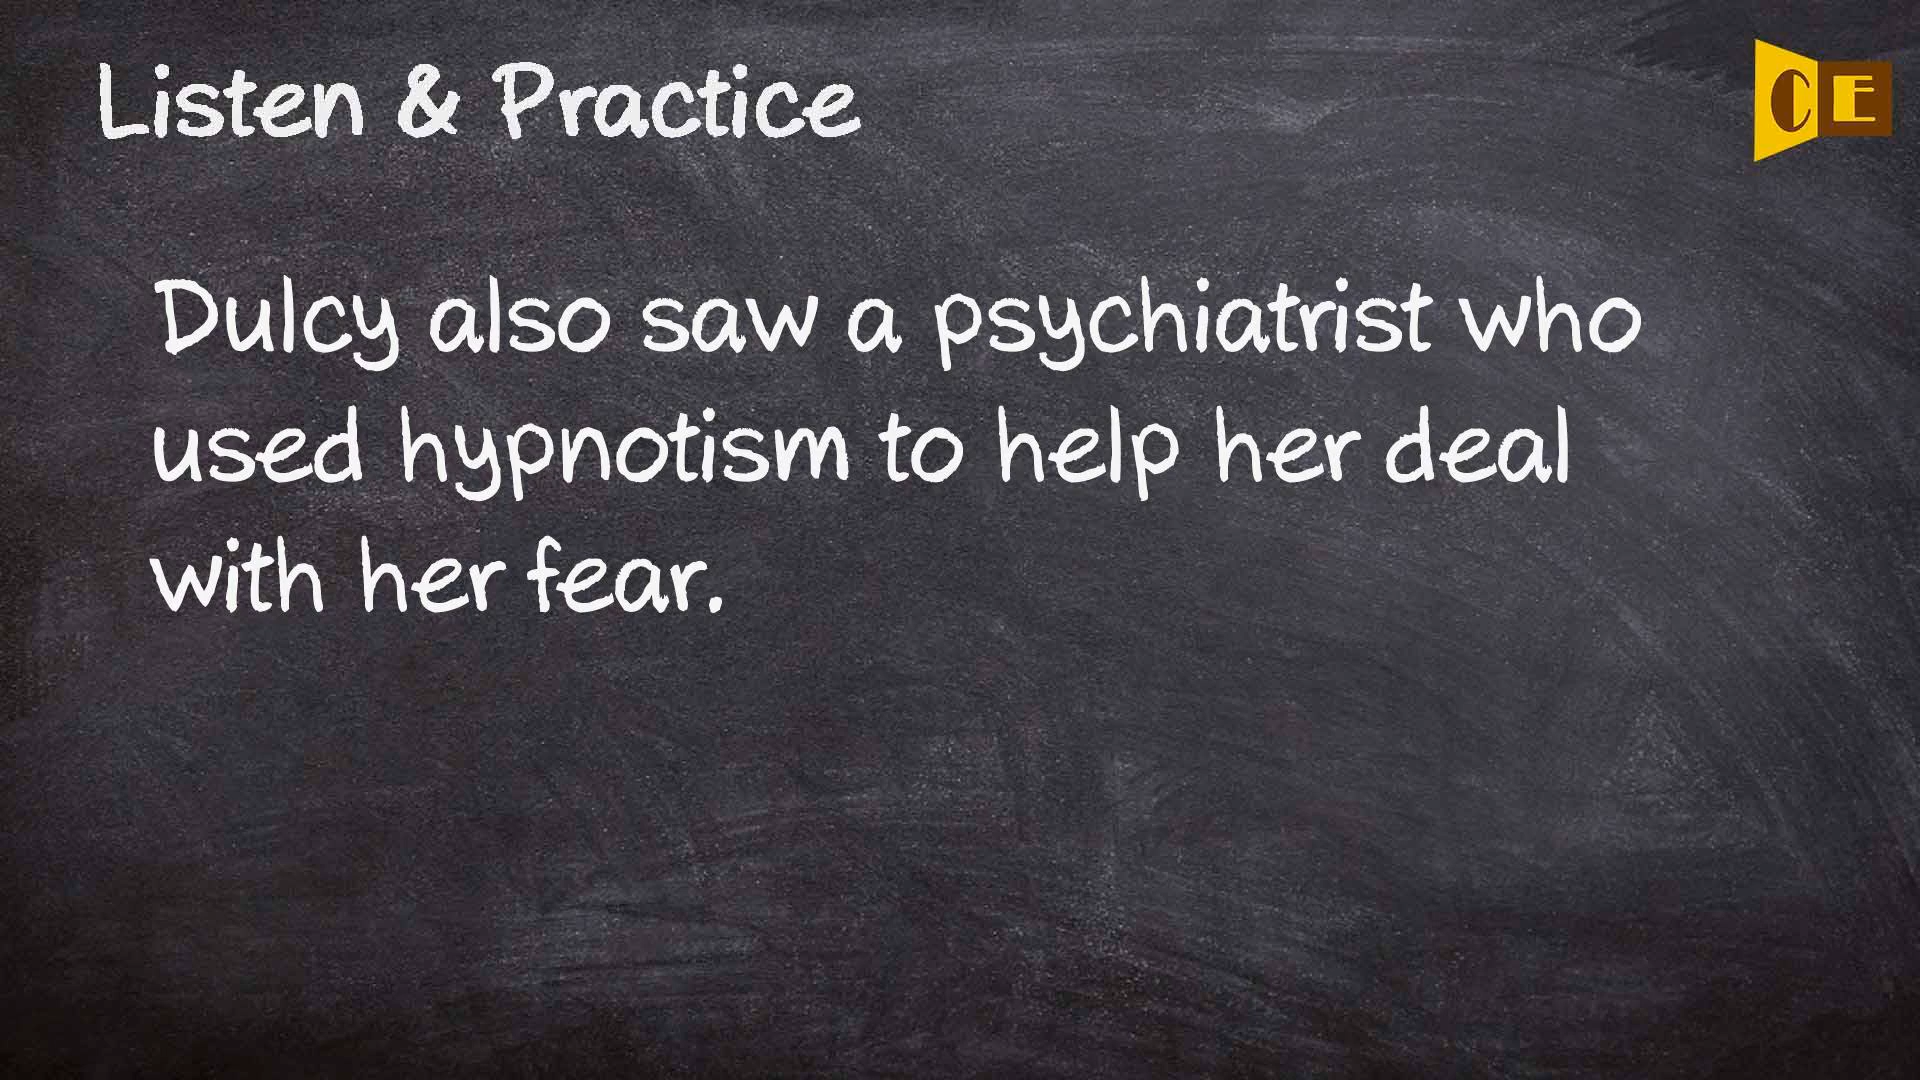 Listen & Practice
CE
Dulcy also saw a psychiatrist who
used hypnotism to help her deal
with her fear.